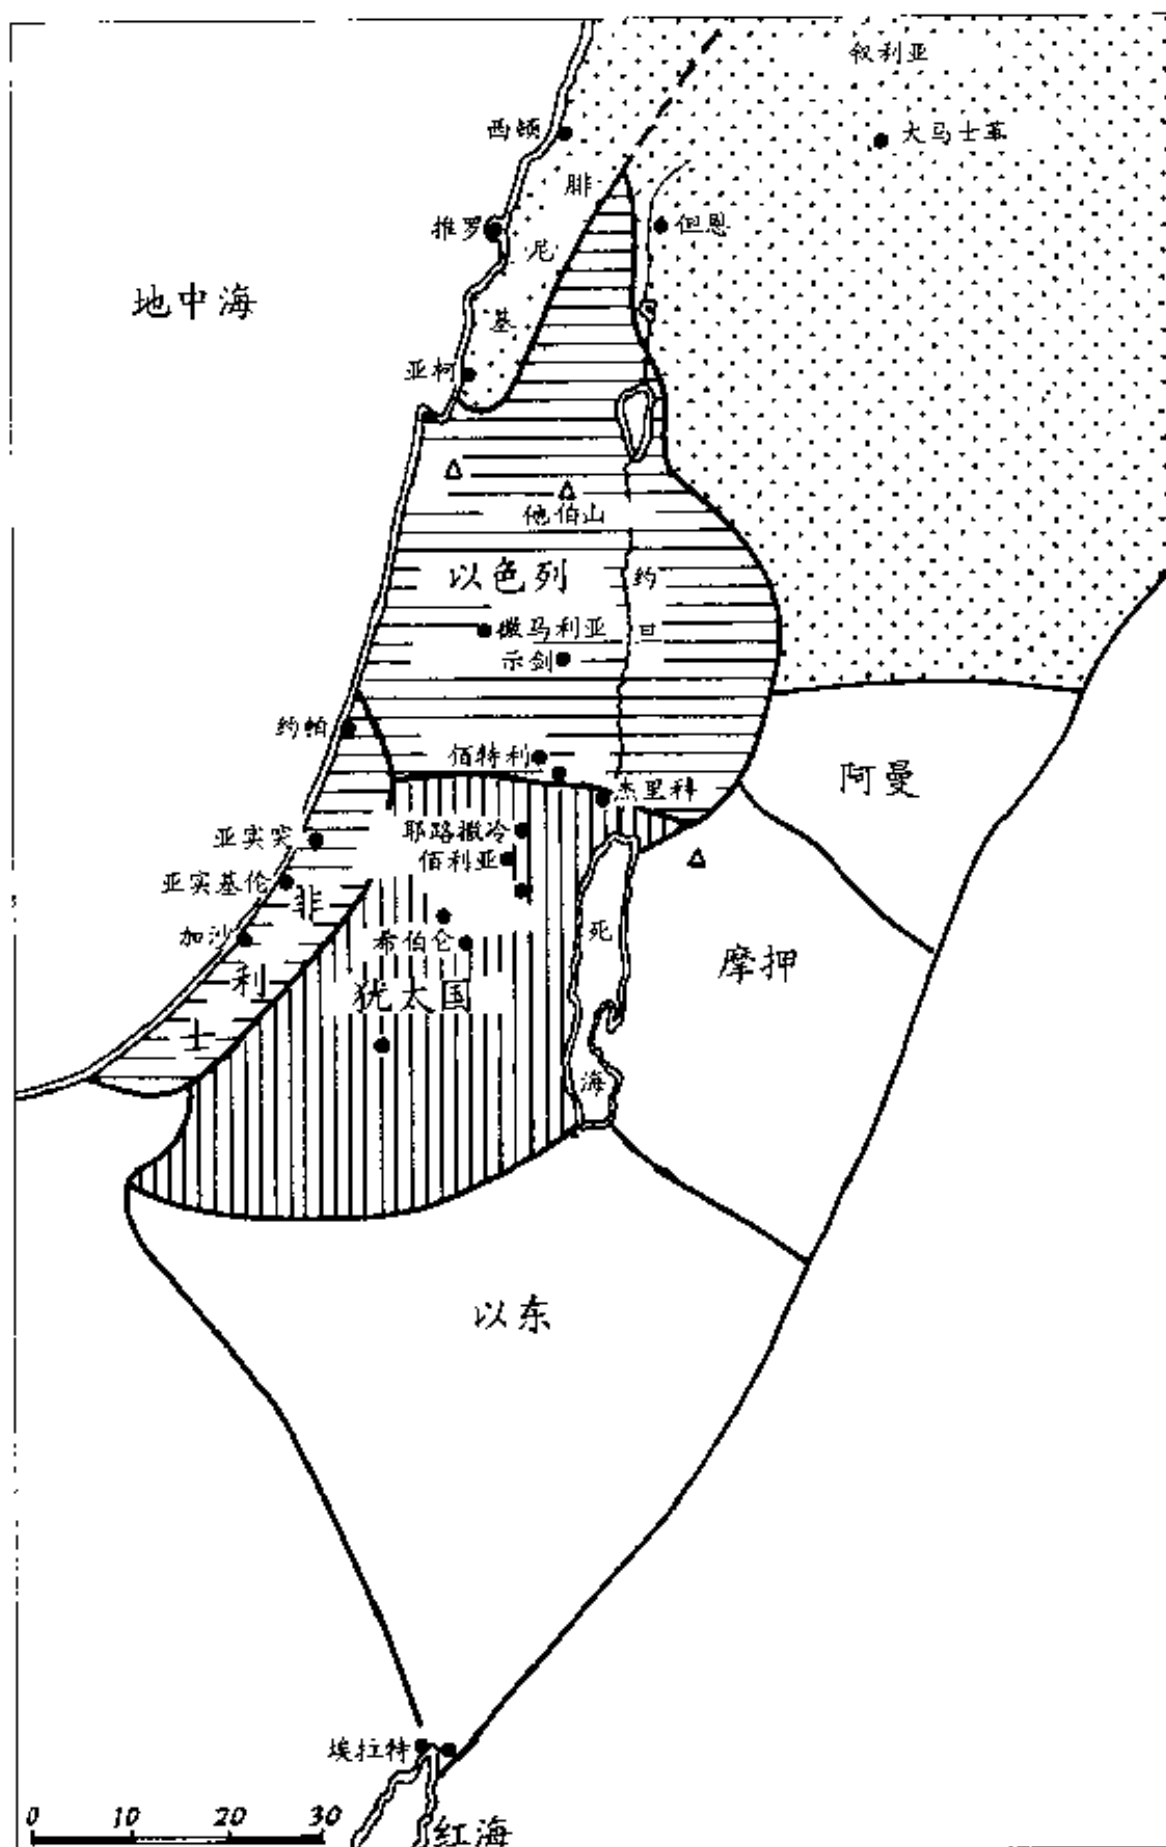 叙利亚
西顿
大马士革
腓尼基
推罗
但恩
地中海
亚柯
他伯山
以色列
约旦
撒马利亚
示剑
约帕
佰特利
阿曼
杰里科
亚实突
耶路撒冷
佰利亚
亚实基伦
非利士
加沙
希伯仑
死海
摩押
犹太国
以东
埃拉特
0 10 20 30
红海